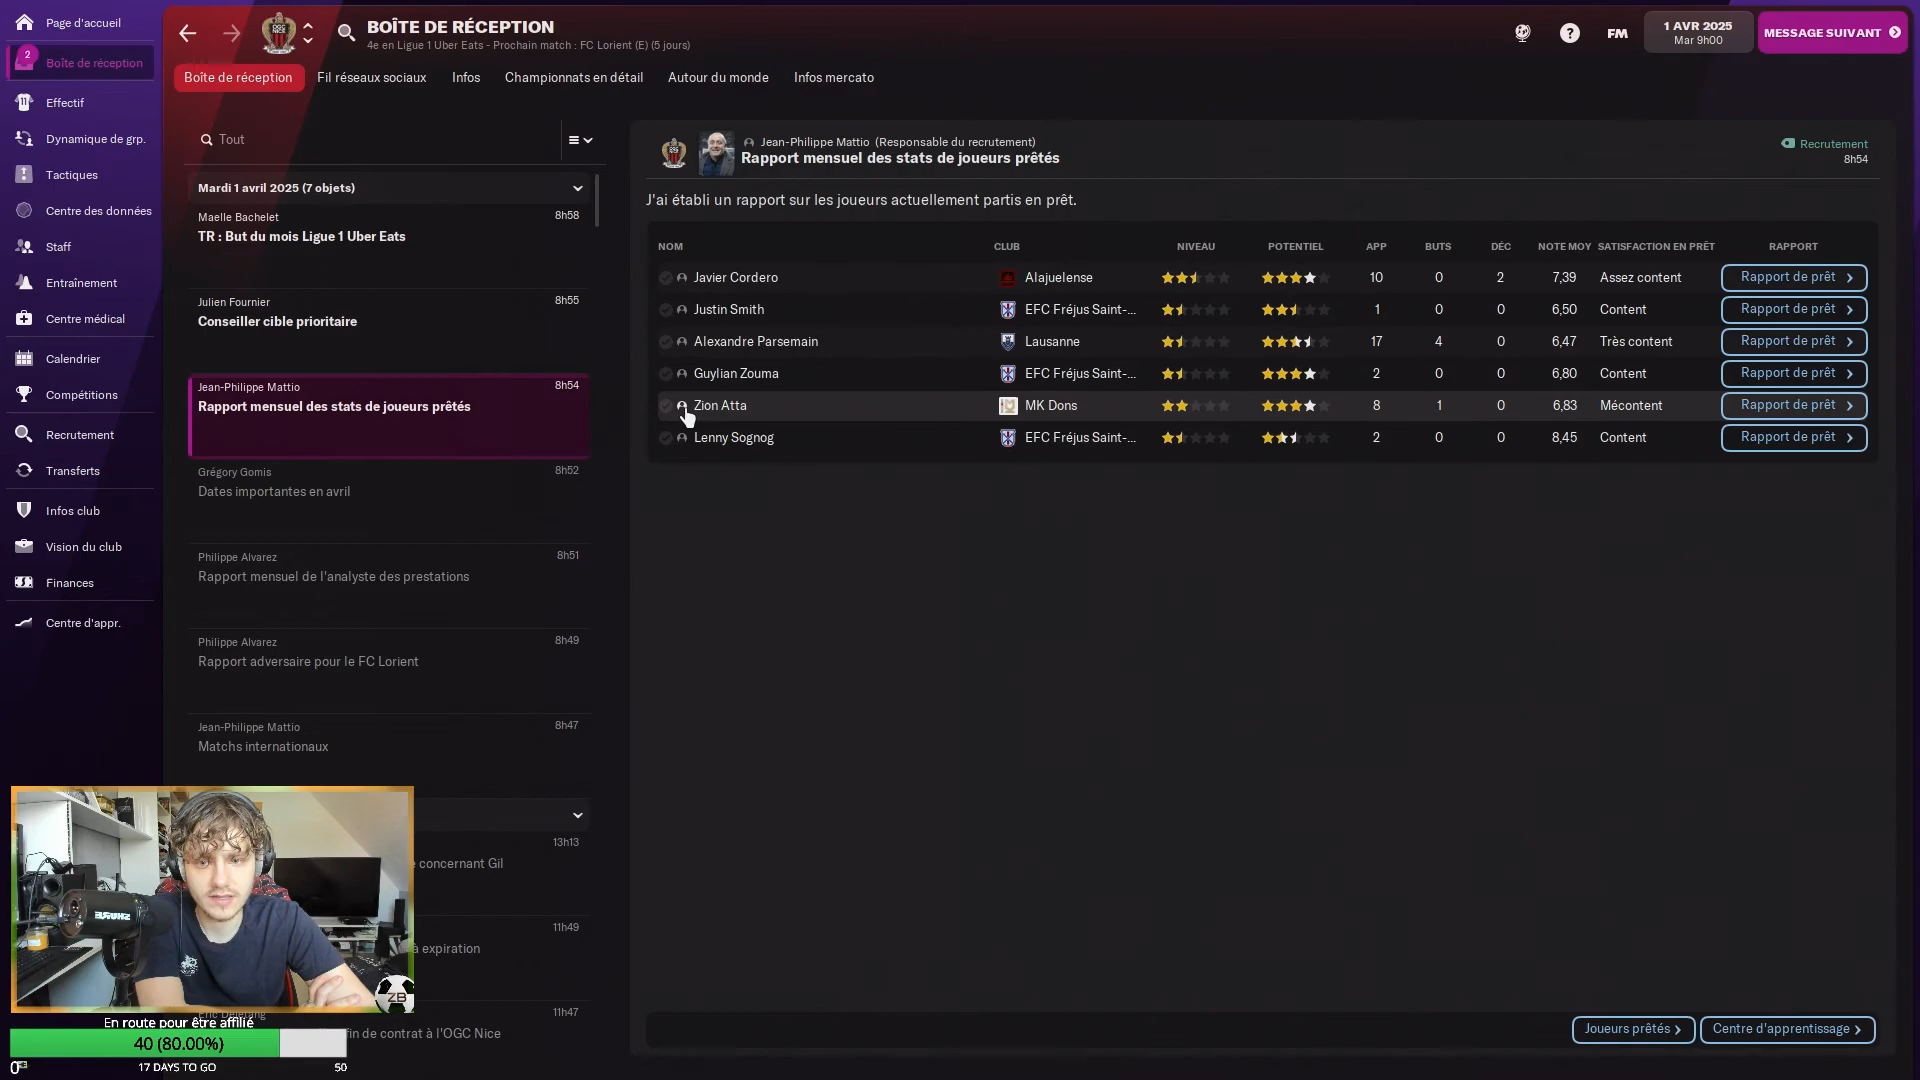 Page d'accueil
2
Boîte de réception
Effectif
Dynamique de grp.
Tactiques
Centre des données
Staff
Entraînement
Centre médical
Calendrier
Compétitions
Recrutement
Transferts
Infos club
Vision du club
Finances
Centre d'appr.
BOÎTE DE RÉCEPTION
4e en Ligue 1 Uber Eats - Prochain match : FC Lorient (E) (5 jours)
FM
1 AVR 2025
Mar 9h00
MESSAGE SUIVANT
Boîte de réception Fil réseaux sociaux Infos Championnats en détail Autour du monde Infos mercato
Tout
Mardi 1 avril 2025 (7 objets)
Maelle Bachelet 8h58
TR : But du mois Ligue 1 Uber Eats
Julien Fournier 8h55
Conseiller cible prioritaire
Jean-Philippe Mattio 8h54
Rapport mensuel des stats de joueurs prêtés
Grégory Gomis 8h52
Dates importantes en avril
Philippe Alvarez 8h51
Rapport mensuel de l'analyste des prestations
Philippe Alvarez 8h49
Rapport adversaire pour le FC Lorient
Jean-Philippe Mattio 8h47
Matchs internationaux
13h13
concernant Gil
11h49
à expiration
11h47
fin de contrat à l'OGC Nice
Jean-Philippe Mattio (Responsable du recrutement)
Rapport mensuel des stats de joueurs prêtés
Recrutement
8h54
J'ai établi un rapport sur les joueurs actuellement partis en prêt.
NOM CLUB NIVEAU POTENTIEL APP BUTS DÉC NOTE MOY SATISFACTION EN PRÊT RAPPORT
Javier Cordero Alajuelense 10 0 2 7,39 Assez content Rapport de prêt
Justin Smith EFC Fréjus Saint-... 1 0 0 6,50 Content Rapport de prêt
Alexandre Parsemain Lausanne 17 4 0 6,47 Très content Rapport de prêt
Guylian Zouma EFC Fréjus Saint-... 2 0 0 6,80 Content Rapport de prêt
Zion Atta MK Dons 8 1 0 6,83 Mécontent Rapport de prêt
Lenny Sognog EFC Fréjus Saint-... 2 0 0 8,45 Content Rapport de prêt
Joueurs prêtés Centre d'apprentissage
ZB
En route pour être affilié
40 (80.00%)
0 17 DAYS TO GO 50